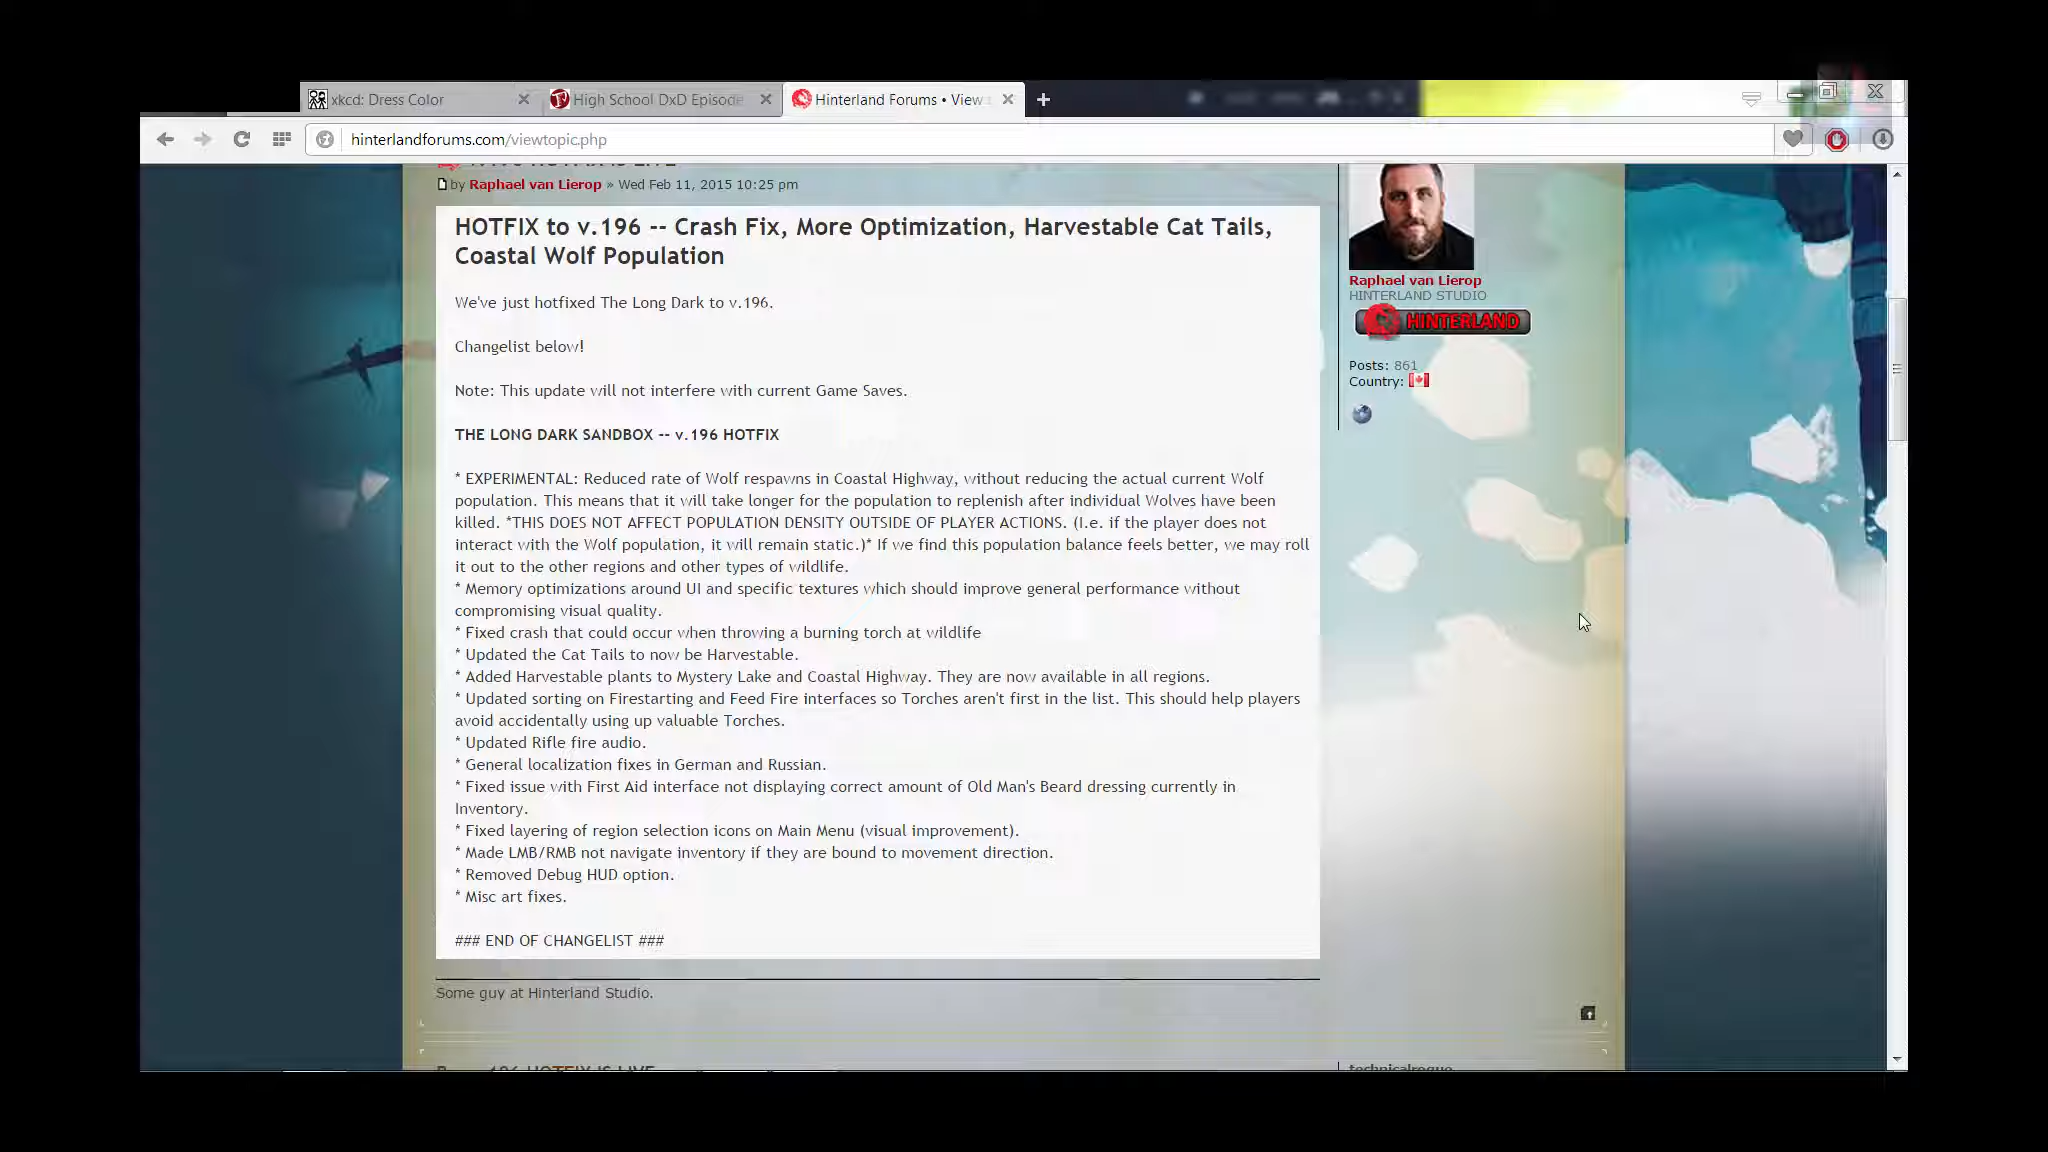 xkcd: Dress Color
High School DxD Episode
Hinterland Forums • View
hinterlandforums.com/viewtopic.php
by Raphael van Lierop » Wed Feb 11, 2015 10:25 pm
HOTFIX to v.196 -- Crash Fix, More Optimization, Harvestable Cat Tails,
Coastal Wolf Population
We've just hotfixed The Long Dark to v.196.
Changelist below!
Note: This update will not interfere with current Game Saves.
THE LONG DARK SANDBOX -- v.196 HOTFIX
* EXPERIMENTAL: Reduced rate of Wolf respawns in Coastal Highway, without reducing the actual current Wolf
population. This means that it will take longer for the population to replenish after individual Wolves have been
killed. *THIS DOES NOT AFFECT POPULATION DENSITY OUTSIDE OF PLAYER ACTIONS. (I.e. if the player does not
interact with the Wolf population, it will remain static.)* If we find this population balance feels better, we may roll
it out to the other regions and other types of wildlife.
* Memory optimizations around UI and specific textures which should improve general performance without
compromising visual quality.
* Fixed crash that could occur when throwing a burning torch at wildlife
* Updated the Cat Tails to now be Harvestable.
* Added Harvestable plants to Mystery Lake and Coastal Highway. They are now available in all regions.
* Updated sorting on Firestarting and Feed Fire interfaces so Torches aren't first in the list. This should help players
avoid accidentally using up valuable Torches.
* Updated Rifle fire audio.
* General localization fixes in German and Russian.
* Fixed issue with First Aid interface not displaying correct amount of Old Man's Beard dressing currently in
Inventory.
* Fixed layering of region selection icons on Main Menu (visual improvement).
* Made LMB/RMB not navigate inventory if they are bound to movement direction.
* Removed Debug HUD option.
* Misc art fixes.
### END OF CHANGELIST ###
Some guy at Hinterland Studio.
Raphael van Lierop
HINTERLAND STUDIO
HINTERLAND
Posts: 861
Country:
196 HOTFIX IS LIVE
technicalrogue